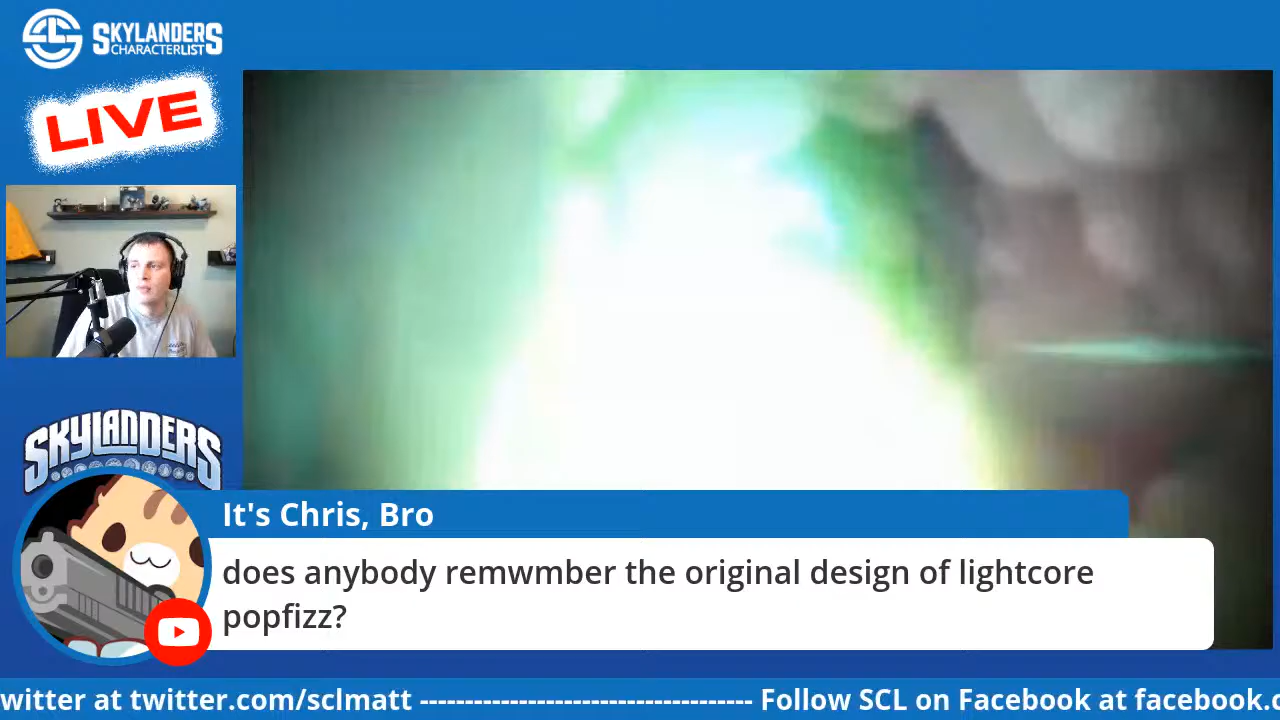 SKYLANDERS
CHARACTERLIST
LIVE
SKYLANDERS
It's Chris, Bro
does anybody remwmber the original design of lightcore
popfizz?
witter at twitter.com/sclmatt ------------------------------------ Follow SCL on Facebook at facebook.c